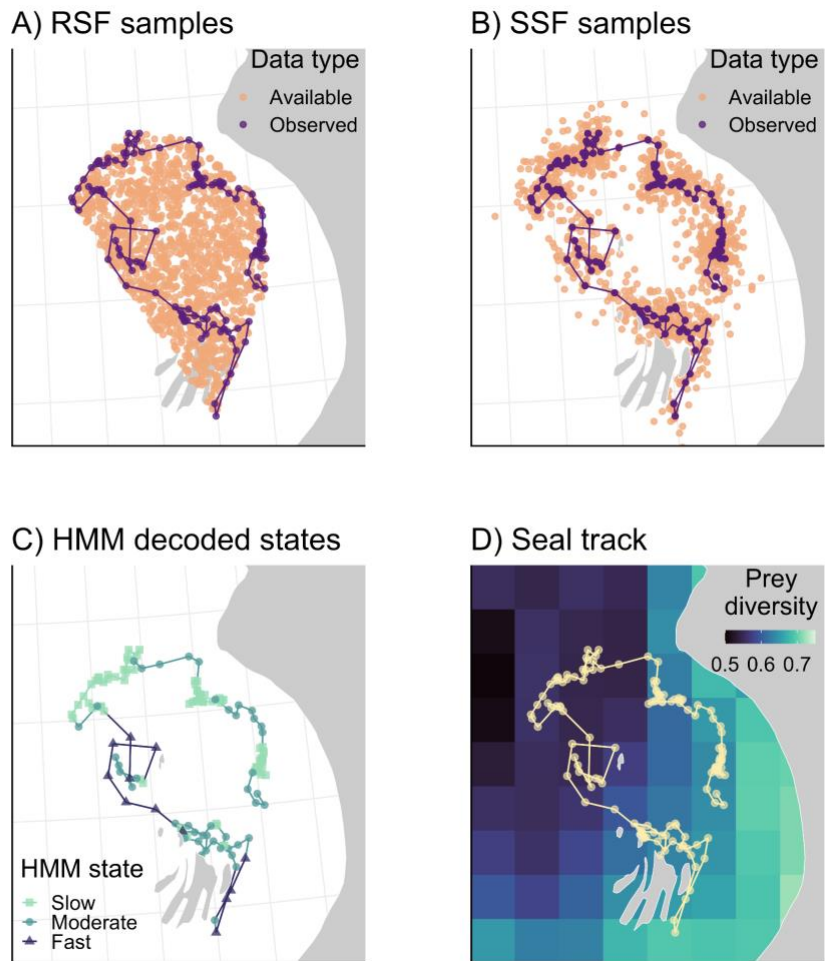 A) RSF samples
Data type
Available
Observed
B) SSF samples
Data type
Available
Observed
C) HMM decoded states
HMM state
Slow
Moderate
Fast
D) Seal track
Prey
diversity
0.5 0.6 0.7